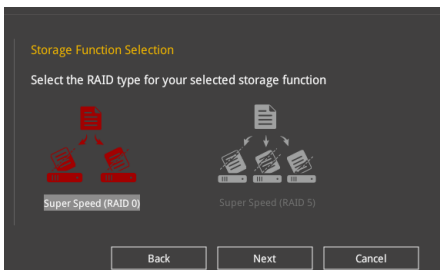 Storage Function Selection
Select the RAID type for your selected storage function
Super Speed (RAID 0)
Super Speed (RAID 5)
Back
Next
Cancel